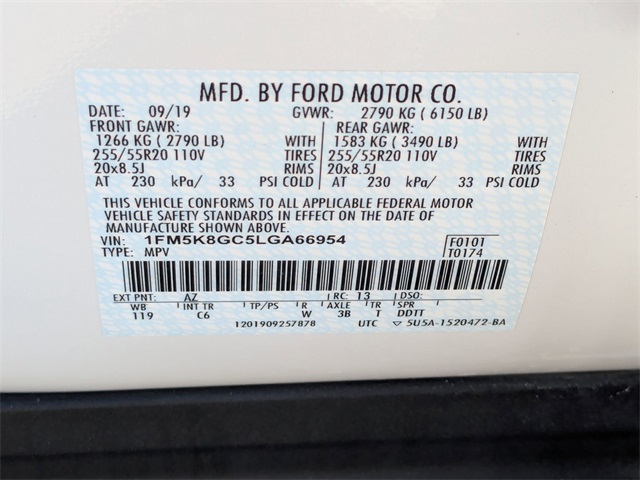 MFD. BY FORD MOTOR CO.
DATE: 09/19 GVWR: 2790 KG ( 6150 LB)
FRONT GAWR: REAR GAWR:
1266 KG ( 2790 LB) WITH 1583 KG ( 3490 LB) WITH
255/55R20 110V TIRES 255/55R20 110V TIRES
20x8.5J RIMS 20x8.5J RIMS
AT 230 kPa/ 33 PSI COLD AT 230 kPa/ 33 PSI COLD
THIS VEHICLE CONFORMS TO ALL APPLICABLE FEDERAL MOTOR
VEHICLE SAFETY STANDARDS IN EFFECT ON THE DATE OF
MANUFACTURE SHOWN ABOVE.
VIN: 1FM5K8GC5LGA66954 F0101
TYPE: MPV T0174
EXT PNT: AZ RC: 13 DSO:
WB INT TR TP/PS R AXLE TR SPR
119 C6 W 3B T DDTT
1201909257878 UTC 5U5A-1520472-BA